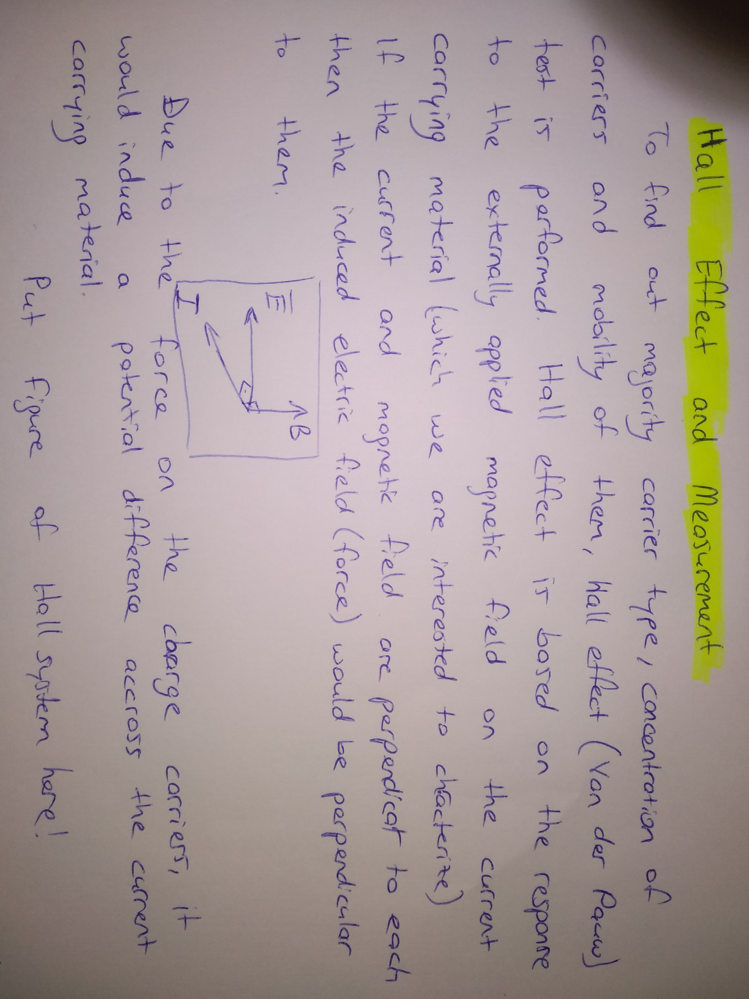 Hall Effect and Measurement
To find out majority carrier type, concentration of
carriers and mobility of them, Hall effect (Van der Pauw)
test is performed. Hall effect is based on the response
to the externally applied magnetic field on the current
carrying material (which we are interested to chracterize)
If the current and magnetic field are perpendicat to each
then the induced electric field (force) would be perpendicular
to them.
E
B
I
Due to the force on the charge carriers, it
would induce a potential difference accross the current
carrying material.
Put figure of Hall system here!